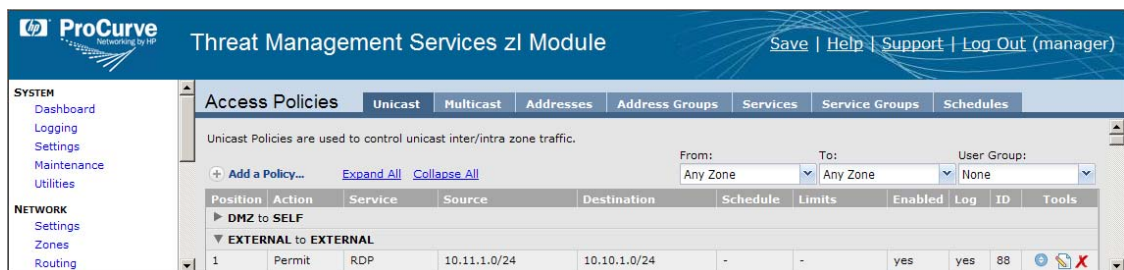 hp ProCurve
Networking by HP
Threat Management Services zl Module
Save | Help | Support | Log Out (manager)
SYSTEM
Dashboard
Logging
Settings
Maintenance
Utilities
NETWORK
Settings
Zones
Routing
Access Policies Unicast Multicast Addresses Address Groups Services Service Groups Schedules
Unicast Policies are used to control unicast inter/intra zone traffic.
From: To: User Group:
+ Add a Policy... Expand All Collapse All Any Zone Any Zone None
Position Action Service Source Destination Schedule Limits Enabled Log ID Tools
DMZ to SELF
EXTERNAL to EXTERNAL
1 Permit RDP 10.11.1.0/24 10.10.1.0/24 - - yes yes 88